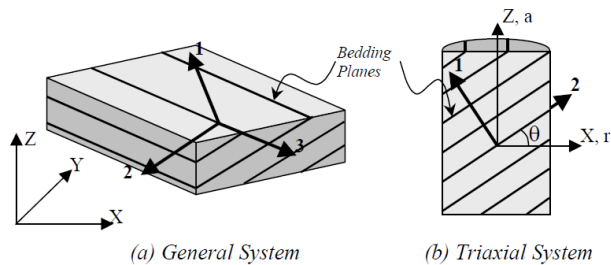 1
Bedding
Planes
Z
Y
X
2
3
(a) General System
Z, a
1
2
θ
X, r
(b) Triaxial System